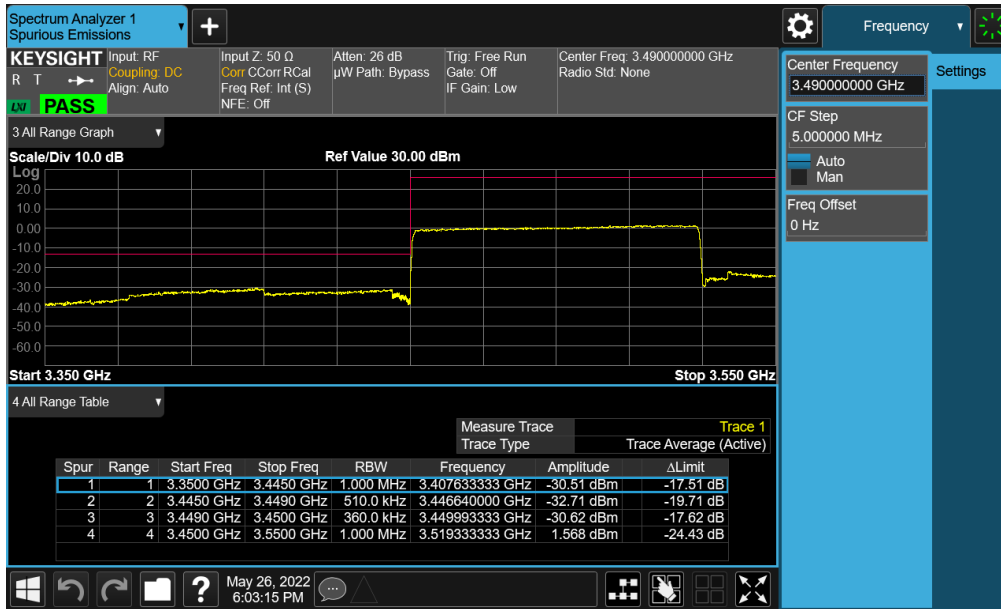 Spectrum Analyzer 1
Spurious Emissions
+
Frequency
KEYSIGHT
R T
LXI PASS
Input: RF
Coupling: DC
Align: Auto
Input Z: 50 Ω
Corr CCorr RCal
Freq Ref: Int (S)
NFE: Off
Atten: 26 dB
µW Path: Bypass
Trig: Free Run
Gate: Off
IF Gain: Low
Center Freq: 3.490000000 GHz
Radio Std: None
Center Frequency
3.490000000 GHz
Settings
CF Step
5.000000 MHz
Auto
Man
Freq Offset
0 Hz
3 All Range Graph
Scale/Div 10.0 dB
Ref Value 30.00 dBm
Log
20.0
10.0
0.00
-10.0
-20.0
-30.0
-40.0
-50.0
-60.0
Start 3.350 GHz
Stop 3.550 GHz
4 All Range Table
Measure Trace Trace 1
Trace Type Trace Average (Active)
Spur Range Start Freq Stop Freq RBW Frequency Amplitude ΔLimit
1 1 3.3500 GHz 3.4450 GHz 1.000 MHz 3.407633333 GHz -30.51 dBm -17.51 dB
2 2 3.4450 GHz 3.4490 GHz 510.0 kHz 3.446640000 GHz -32.71 dBm -19.71 dB
3 3 3.4490 GHz 3.4500 GHz 360.0 kHz 3.449993333 GHz -30.62 dBm -17.62 dB
4 4 3.4500 GHz 3.5500 GHz 1.000 MHz 3.519333333 GHz 1.568 dBm -24.43 dB
?
May 26, 2022
6:03:15 PM